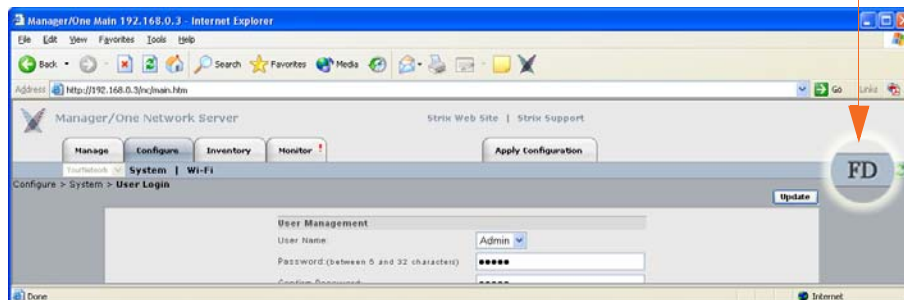 Manager/One Main 192.168.0.3 - Internet Explorer
File Edit View Favorites Tools Help
Back Search Favorites Media
Address http://192.168.0.3/nc/main.htm Go Links
Manager/One Network Server Strix Web Site | Strix Support
Manage Configure Inventory Monitor ! Apply Configuration
YourNetwork System | Wi-Fi FD
Configure > System > User Login
Update
User Management
User Name: Admin
Password:(between 5 and 32 characters) •••••
Confirm Password: •••••
Done Internet